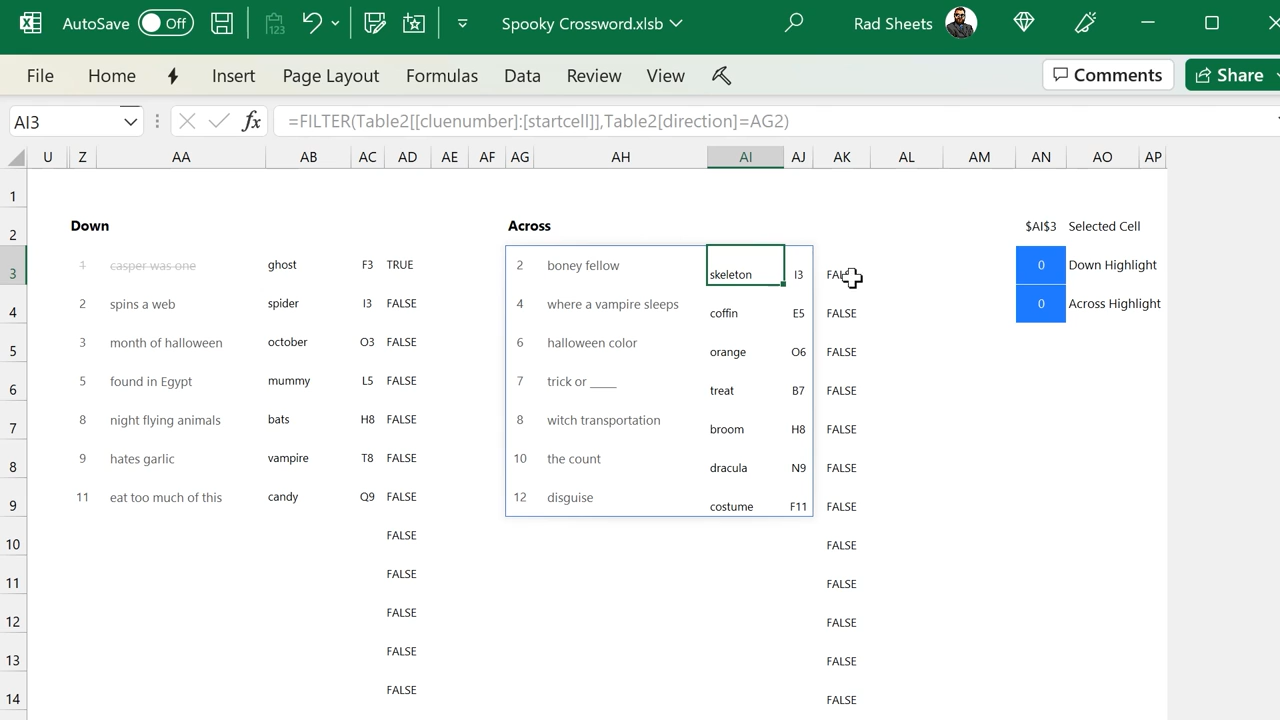 AutoSave Off 123 Spooky Crossword.xlsb Rad Sheets
File Home Insert Page Layout Formulas Data Review View Comments Share
AI3 fx =FILTER(Table2[[cluenumber]:[startcell]],Table2[direction]=AG2)
U Z AA AB AC AD AE AF AG AH AI AJ AK AL AM AN AO AP
1
2 Down Across $AI$3 Selected Cell
3 1 casper was one ghost F3 TRUE 2 boney fellow skeleton I3 0 Down Highlight
4 2 spins a web spider I3 FALSE 4 where a vampire sleeps coffin E5 FALSE 0 Across Highlight
5 3 month of halloween october O3 FALSE 6 halloween color orange O6 FALSE
6 5 found in Egypt mummy L5 FALSE 7 trick or ____ treat B7 FALSE
7 8 night flying animals bats H8 FALSE 8 witch transportation broom H8 FALSE
8 9 hates garlic vampire T8 FALSE 10 the count dracula N9 FALSE
9 11 eat too much of this candy Q9 FALSE 12 disguise costume F11 FALSE
10 FALSE FALSE
11 FALSE FALSE
12 FALSE FALSE
13 FALSE FALSE
14 FALSE FALSE